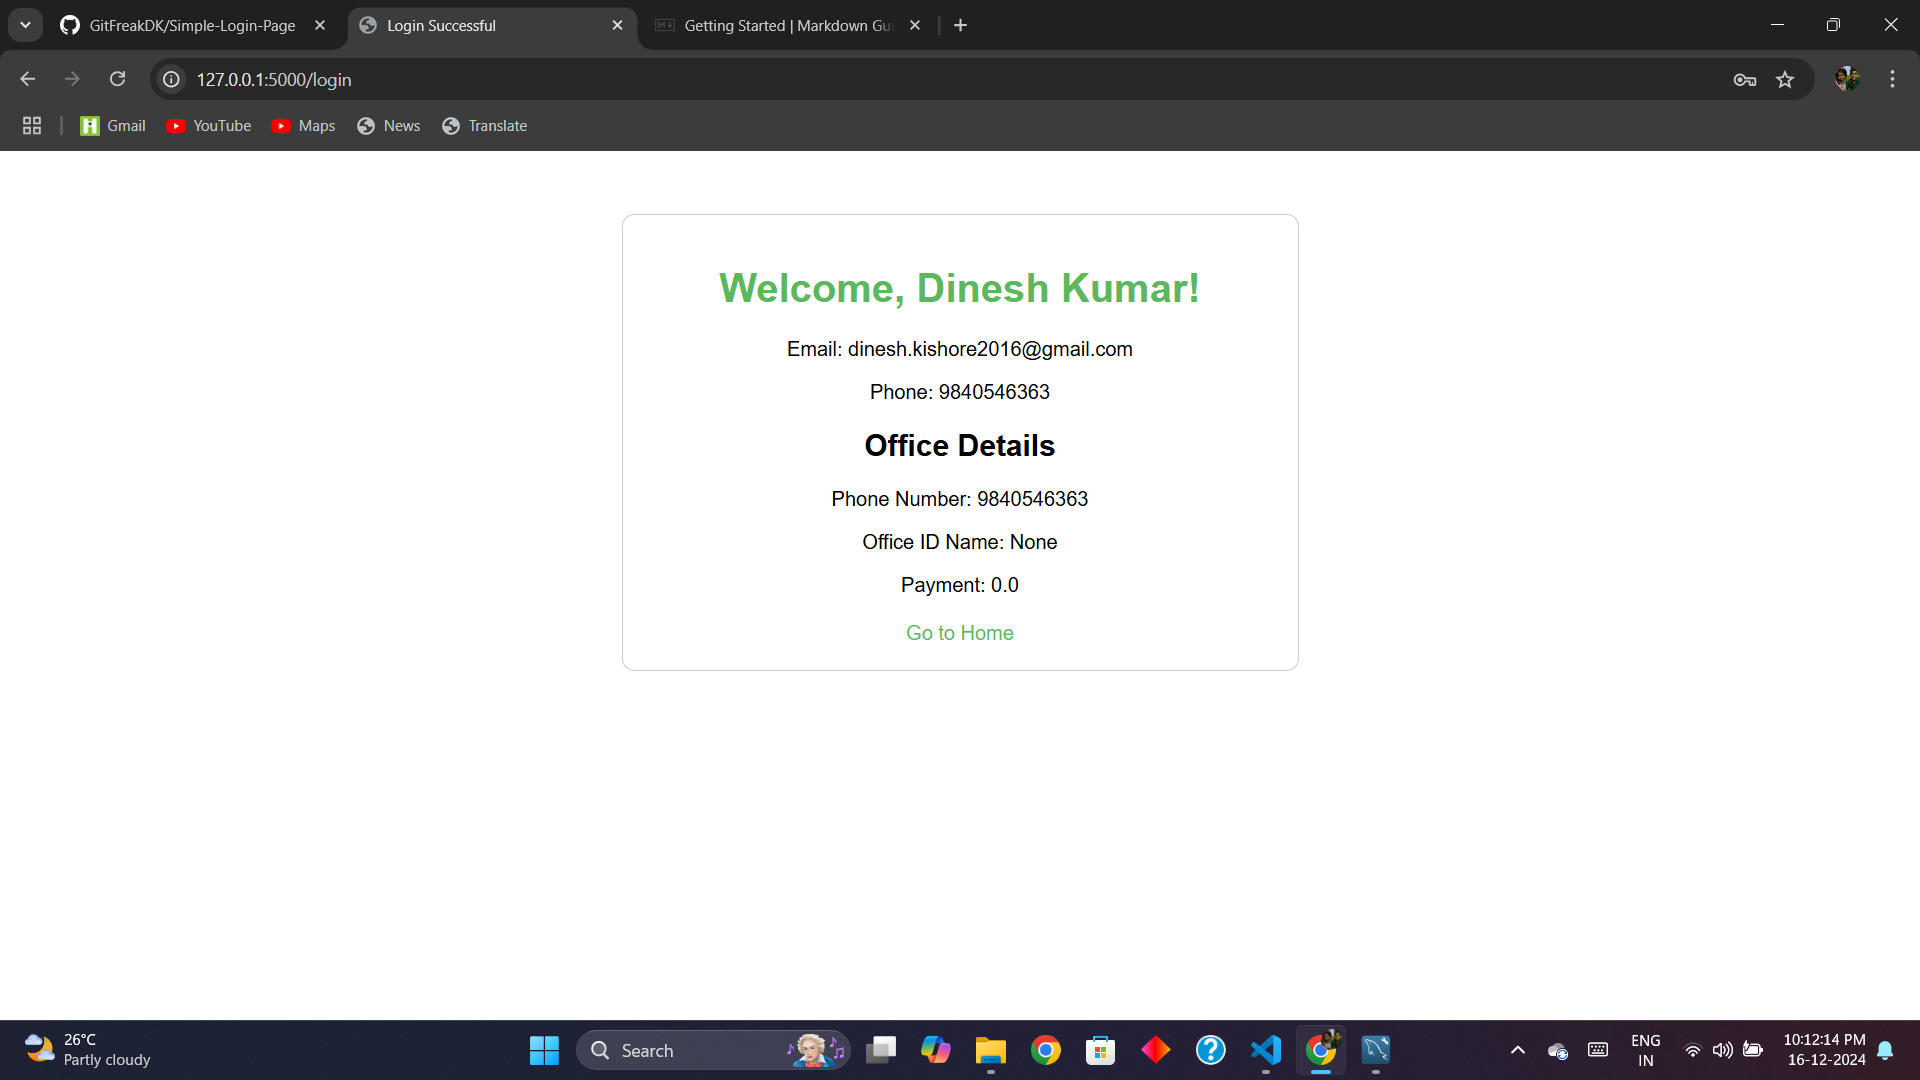 GitFreakDK/Simple-Login-Page
Login Successful
Getting Started | Markdown Gui
127.0.0.1:5000/login
Gmail
YouTube
Maps
News
Translate
Welcome, Dinesh Kumar!
Email: dinesh.kishore2016@gmail.com
Phone: 9840546363
Office Details
Phone Number: 9840546363
Office ID Name: None
Payment: 0.0
Go to Home
26°C
Partly cloudy
Search
ENG
IN
10:12:14 PM
16-12-2024